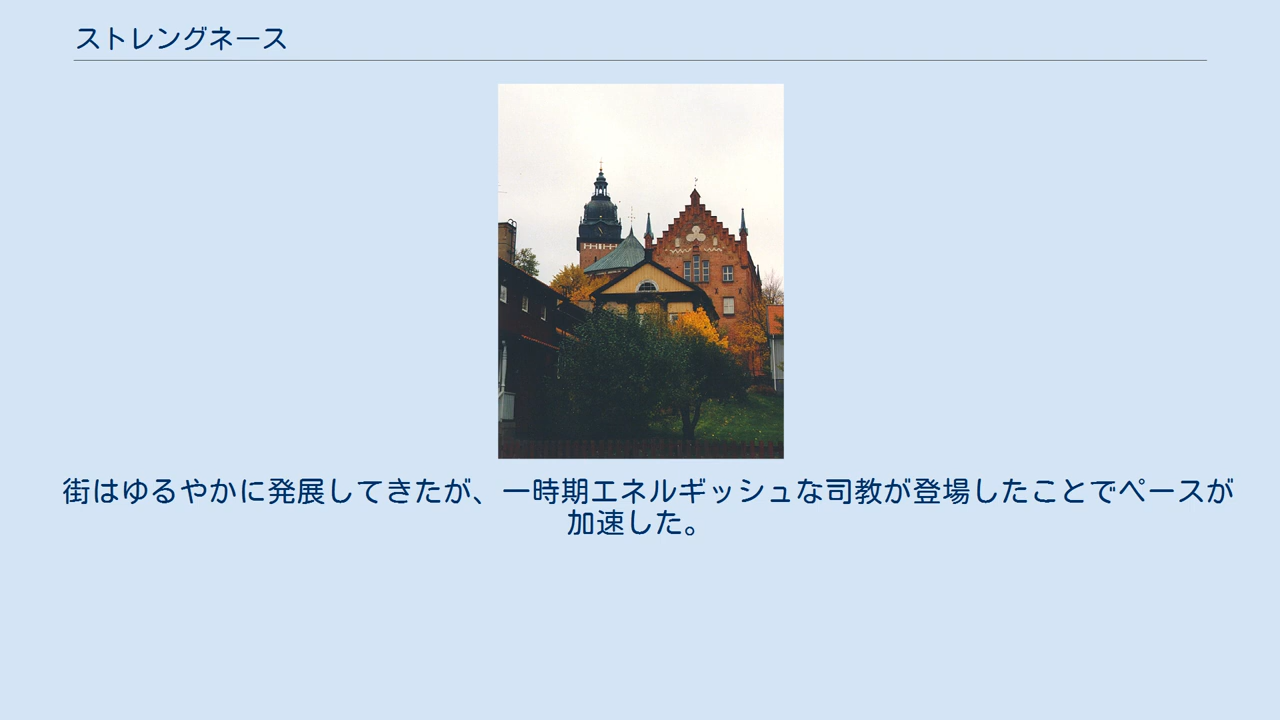 ストレングネース
街はゆるやかに発展してきたが、一時期エネルギッシュな司教が登場したことでペースが
加速した。